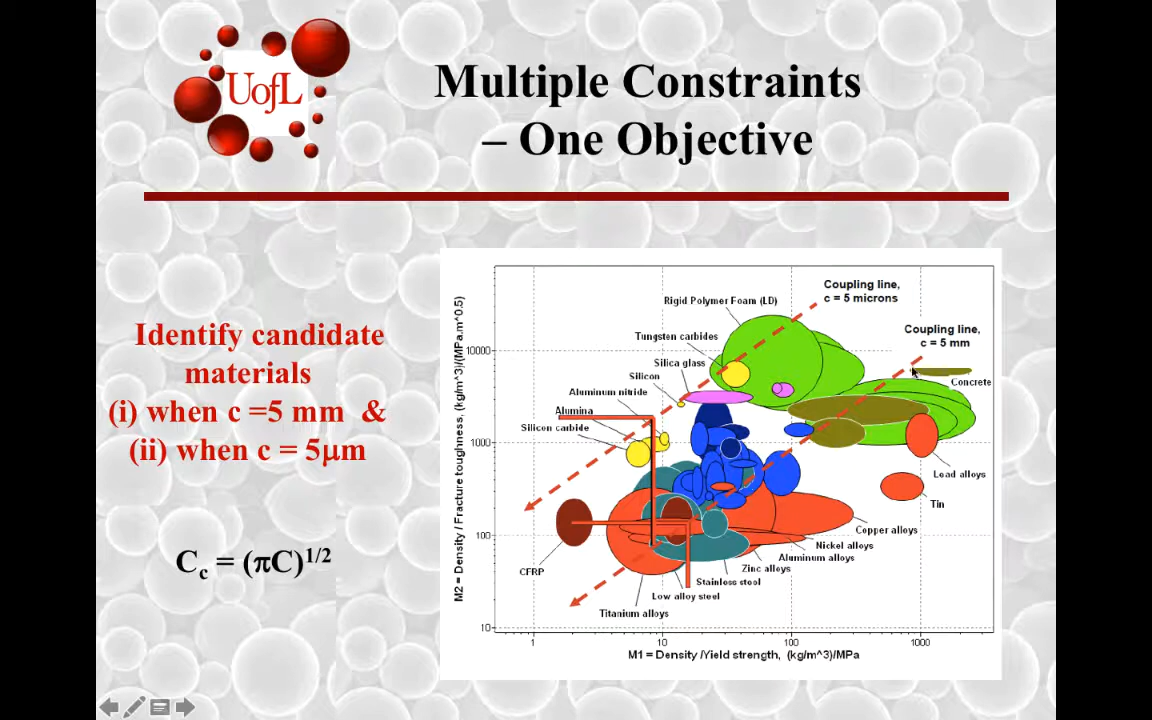 UofL
Multiple Constraints
– One Objective
Identify candidate
materials
(i) when c =5 mm &
(ii) when c = 5μm
Cc = (πC)1/2
Coupling line,
c = 5 microns
Coupling line,
c = 5 mm
Rigid Polymer Foam (LD)
Tungsten carbides
Silica glass
Silicon
Aluminum nitride
Alumina
Silicon carbide
Concrete
Lead alloys
Tin
Copper alloys
Nickel alloys
Aluminum alloys
Zinc alloys
Stainless steel
Low alloy steel
Titanium alloys
CFRP
M2 = Density / Fracture toughness, (kg/m^3)/(MPa.m^0.5)
10000
1000
100
10
1
10
100
1000
M1 = Density /Yield strength, (kg/m^3)/MPa